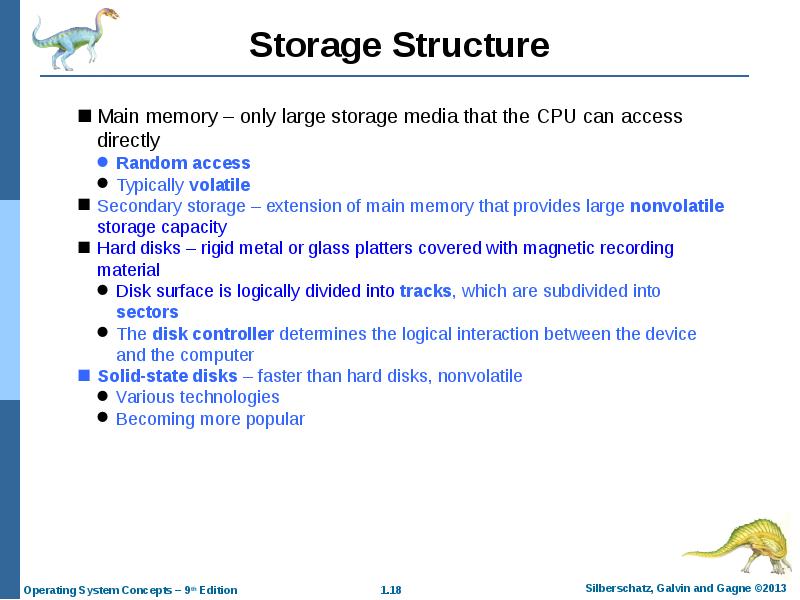 Storage Structure
Main memory – only large storage media that the CPU can access
directly
Random access
Typically volatile
Secondary storage – extension of main memory that provides large nonvolatile
storage capacity
Hard disks – rigid metal or glass platters covered with magnetic recording
material
Disk surface is logically divided into tracks, which are subdivided into
sectors
The disk controller determines the logical interaction between the device
and the computer
Solid-state disks – faster than hard disks, nonvolatile
Various technologies
Becoming more popular
Operating System Concepts – 9th Edition
1.18
Silberschatz, Galvin and Gagne ©2013